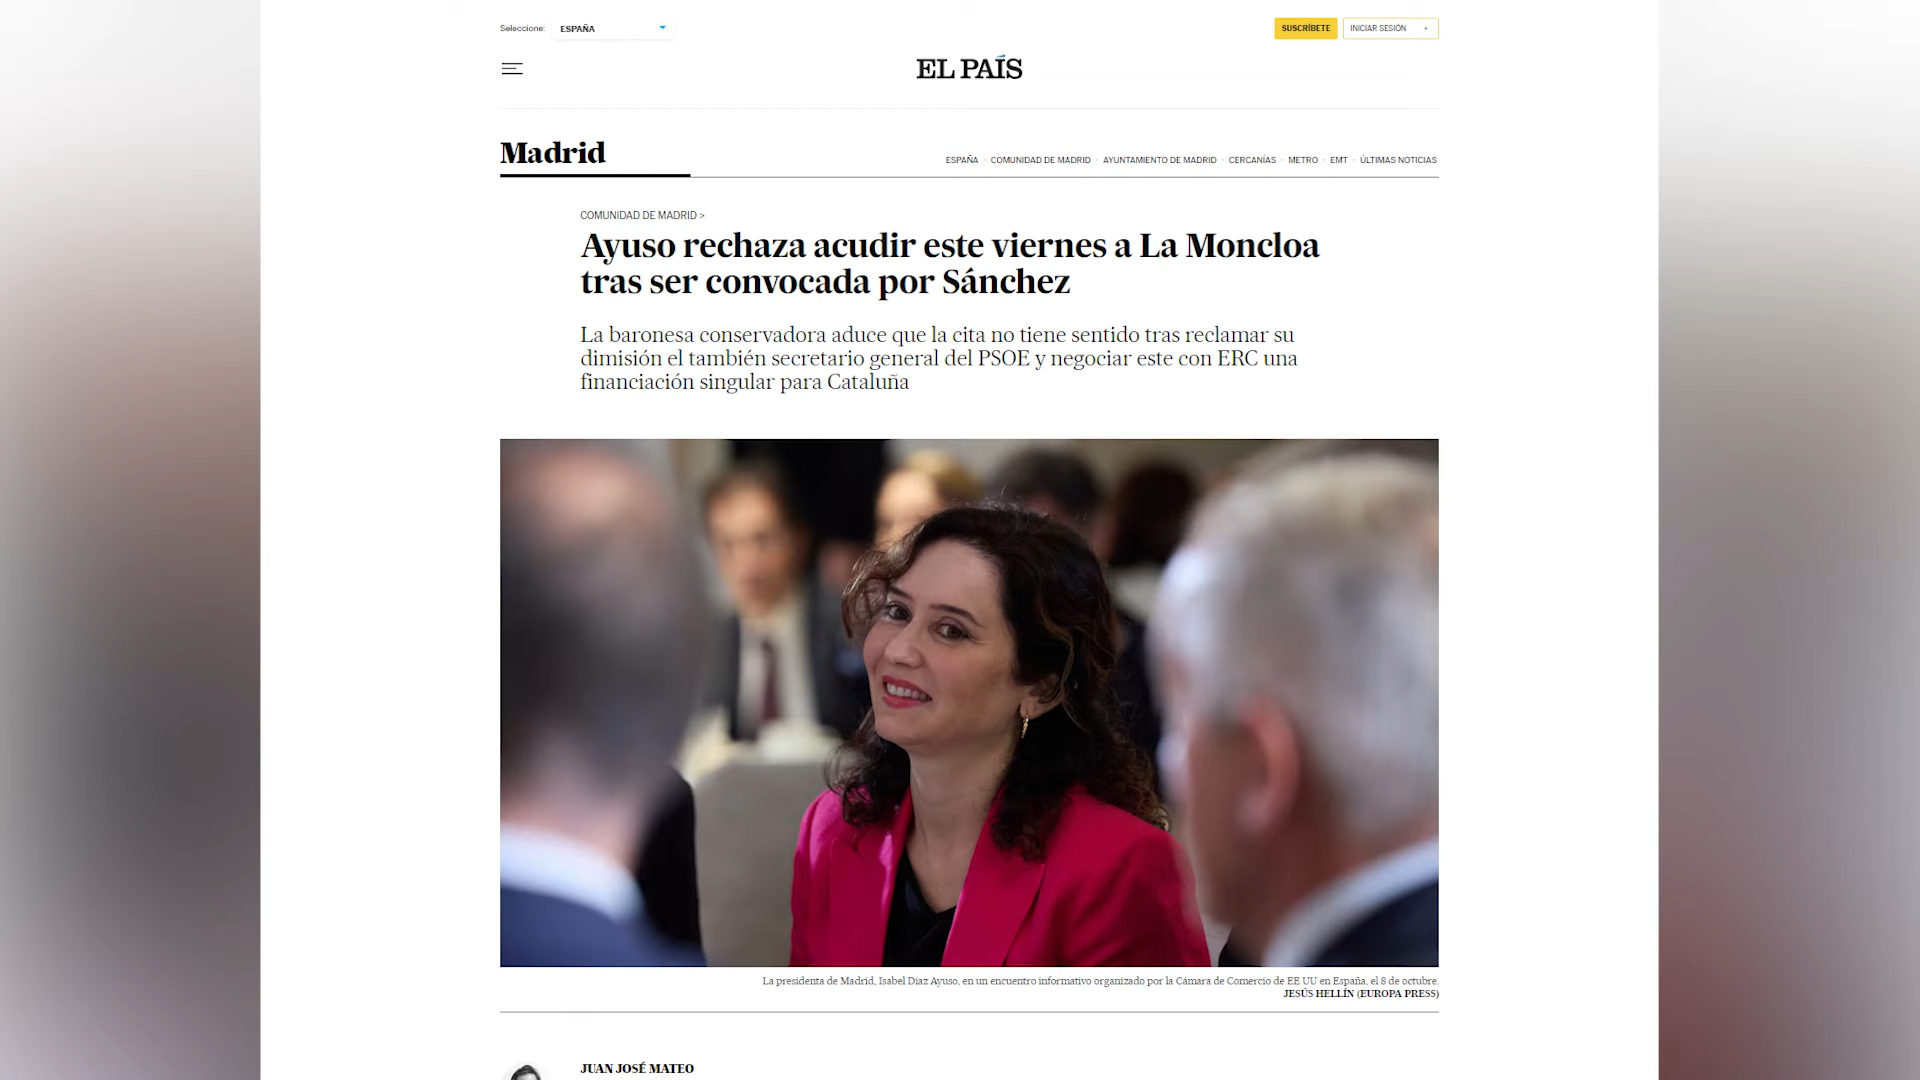 Seleccione: ESPAÑA SUSCRÍBETE INICIAR SESIÓN
EL PAÍS
Madrid
ESPAÑA · COMUNIDAD DE MADRID · AYUNTAMIENTO DE MADRID · CERCANÍAS · METRO · EMT · ÚLTIMAS NOTICIAS
COMUNIDAD DE MADRID >
Ayuso rechaza acudir este viernes a La Moncloa
tras ser convocada por Sánchez
La baronesa conservadora aduce que la cita no tiene sentido tras reclamar su
dimisión el también secretario general del PSOE y negociar este con ERC una
financiación singular para Cataluña
La presidenta de Madrid, Isabel Díaz Ayuso, en un encuentro informativo organizado por la Cámara de Comercio de EE UU en España, el 8 de octubre.
JESÚS HELLÍN (EUROPA PRESS)
JUAN JOSÉ MATEO